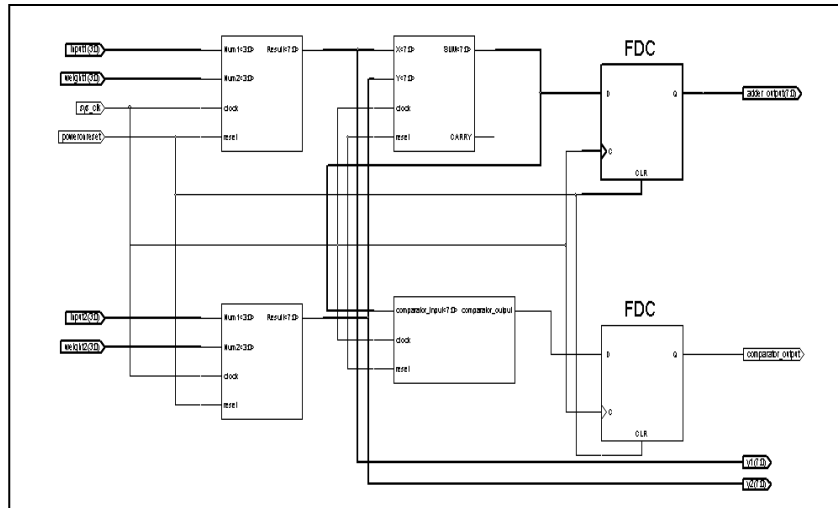 input1(3:0)
weight1(3:0)
sys_clk
poweronreset
Num1<3:0> Result<7:0>
Num2<3:0>
clock
reset
X<7:0> SUM<7:0>
Y<7:0>
clock
reset CARRY
FDC
D Q
C
CLR
adder_output(7:0)
input2(3:0)
weight2(3:0)
Num1<3:0> Result<7:0>
Num2<3:0>
clock
reset
comparator_input<7:0> comparator_output
clock
reset
FDC
D Q
C
CLR
comparator_output
y1(7:0)
y2(7:0)